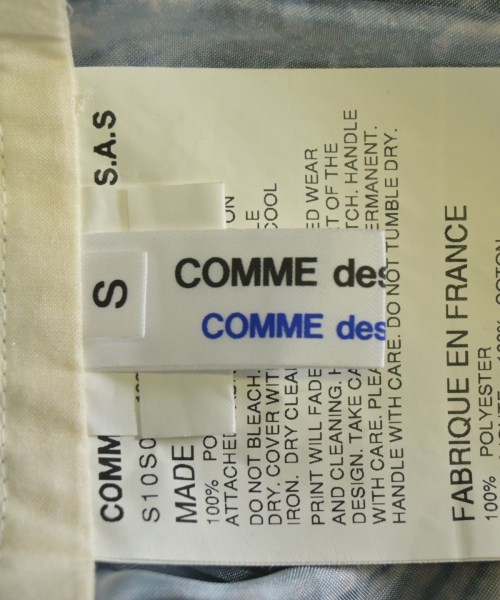 S
COMME des
COMME des
COMM S.A.S
S10S0
MADE
100% PO ON
ATTACHE
DO NOT BLEACH. E
DRY. COVER WIT COOL
IRON. DRY CLEA
PRINT WILL FADE ED WEAR
AND CLEANING. H T OF THE
DESIGN. TAKE CA TCH. HANDLE
WITH CARE. PLEA ERMANENT.
HANDLE WITH CARE. DO NOT TUMBLE DRY.
FABRIQUE EN FRANCE
100% POLYESTER